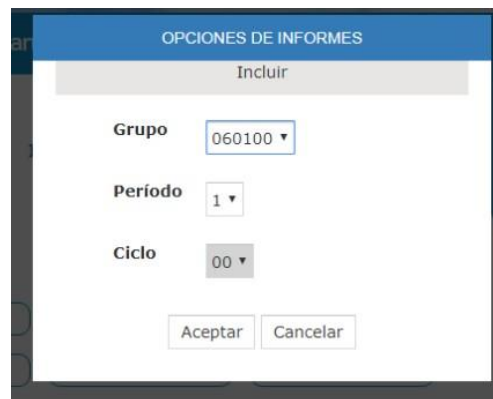 OPCIONES DE INFORMES
Incluir
Grupo 060100
Período 1
Ciclo 00
Aceptar Cancelar